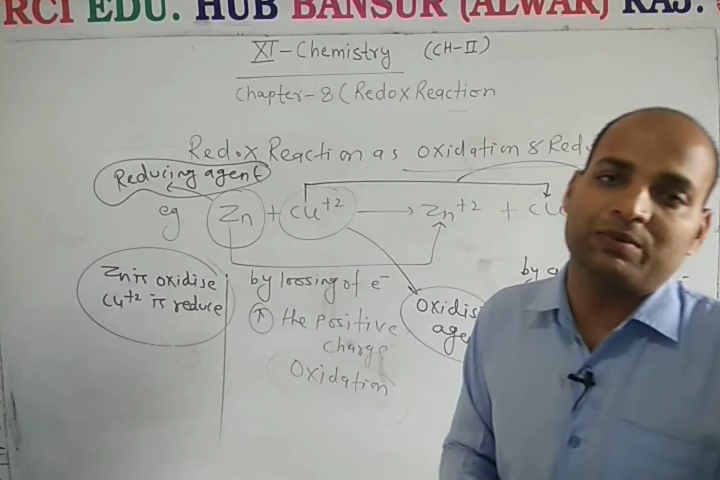 RCI EDU. HUB BANSUR (ALWAR) RAJ.
XI-Chemistry (CH-II)
Chapter-8 (Redox Reaction
Redox Reaction as oxidation & Redu
Reducing agent
eg Zn + Cu+2 → Zn+2 + Cu
Zn is oxidise
Cu+2 is reduce
by loosing of e-
↑ the positive
charge
Oxidation
by
Oxidisi
age